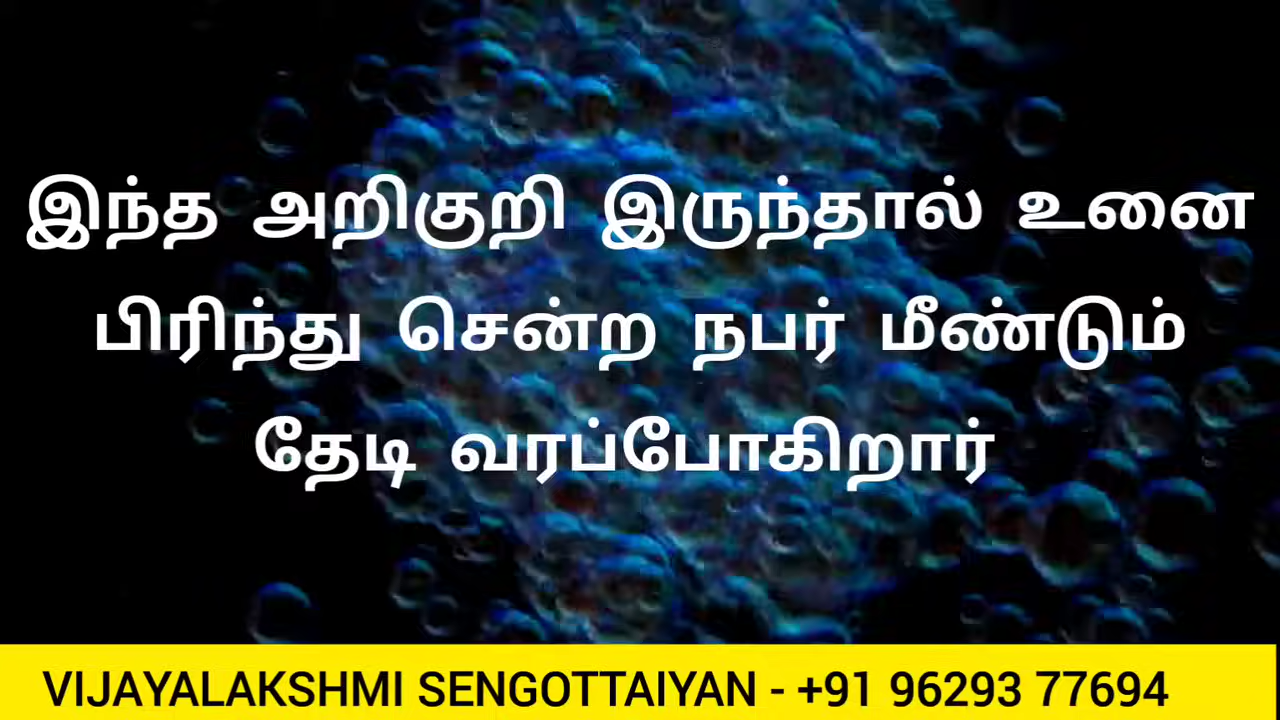 இந்த அறிகுறி இருந்தால் உனை
பிரிந்து சென்ற நபர் மீண்டும்
தேடி வரப்போகிறார்
VIJAYALAKSHMI SENGOTTAIYAN - +91 96293 77694